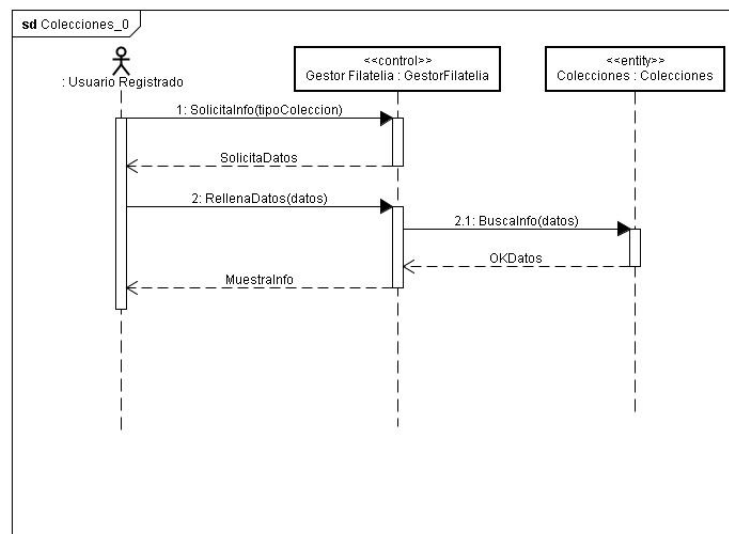 sd Colecciones_0
: Usuario Registrado
<<control>>
Gestor Filatelia : GestorFilatelia
<<entity>>
Colecciones : Colecciones
1: SolicitaInfo(tipoColeccion)
SolicitaDatos
2: RellenaDatos(datos)
2.1: BuscaInfo(datos)
OKDatos
MuestraInfo